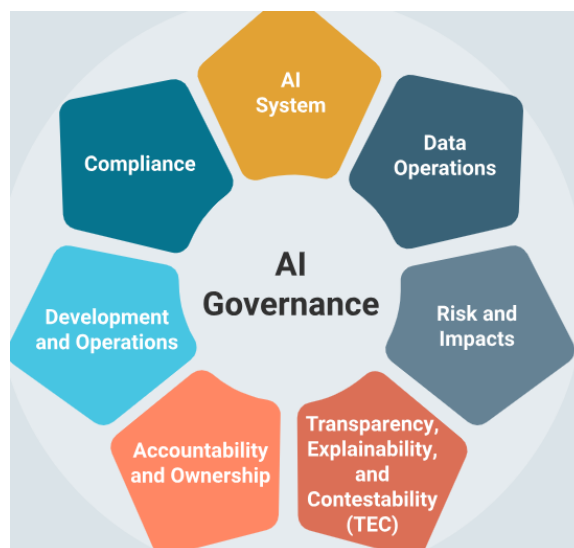 AI
System
Data
Operations
Risk and
Impacts
Transparency,
Explainability,
and
Contestability
(TEC)
Accountability
and Ownership
Development
and Operations
Compliance
AI
Governance